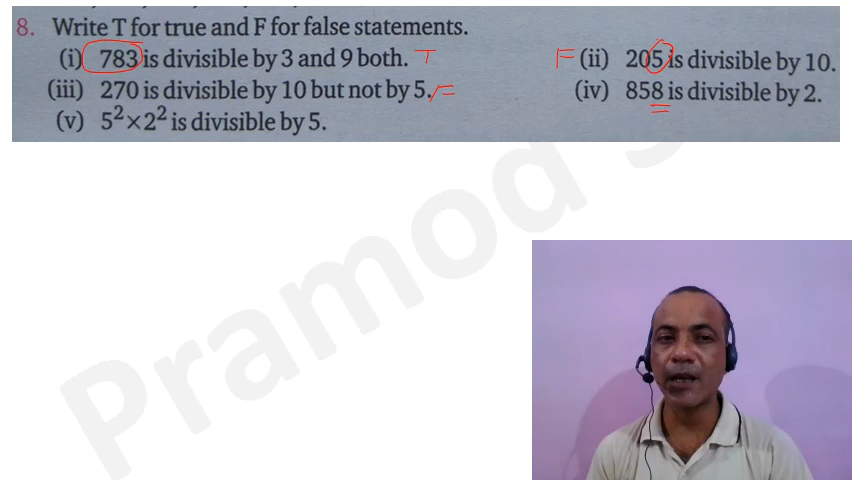 8. Write T for true and F for false statements.
(i) 783 is divisible by 3 and 9 both. T
F (ii) 205 is divisible by 10.
(iii) 270 is divisible by 10 but not by 5. F
(iv) 858 is divisible by 2.
(v) 5²×2² is divisible by 5.
Pramod S